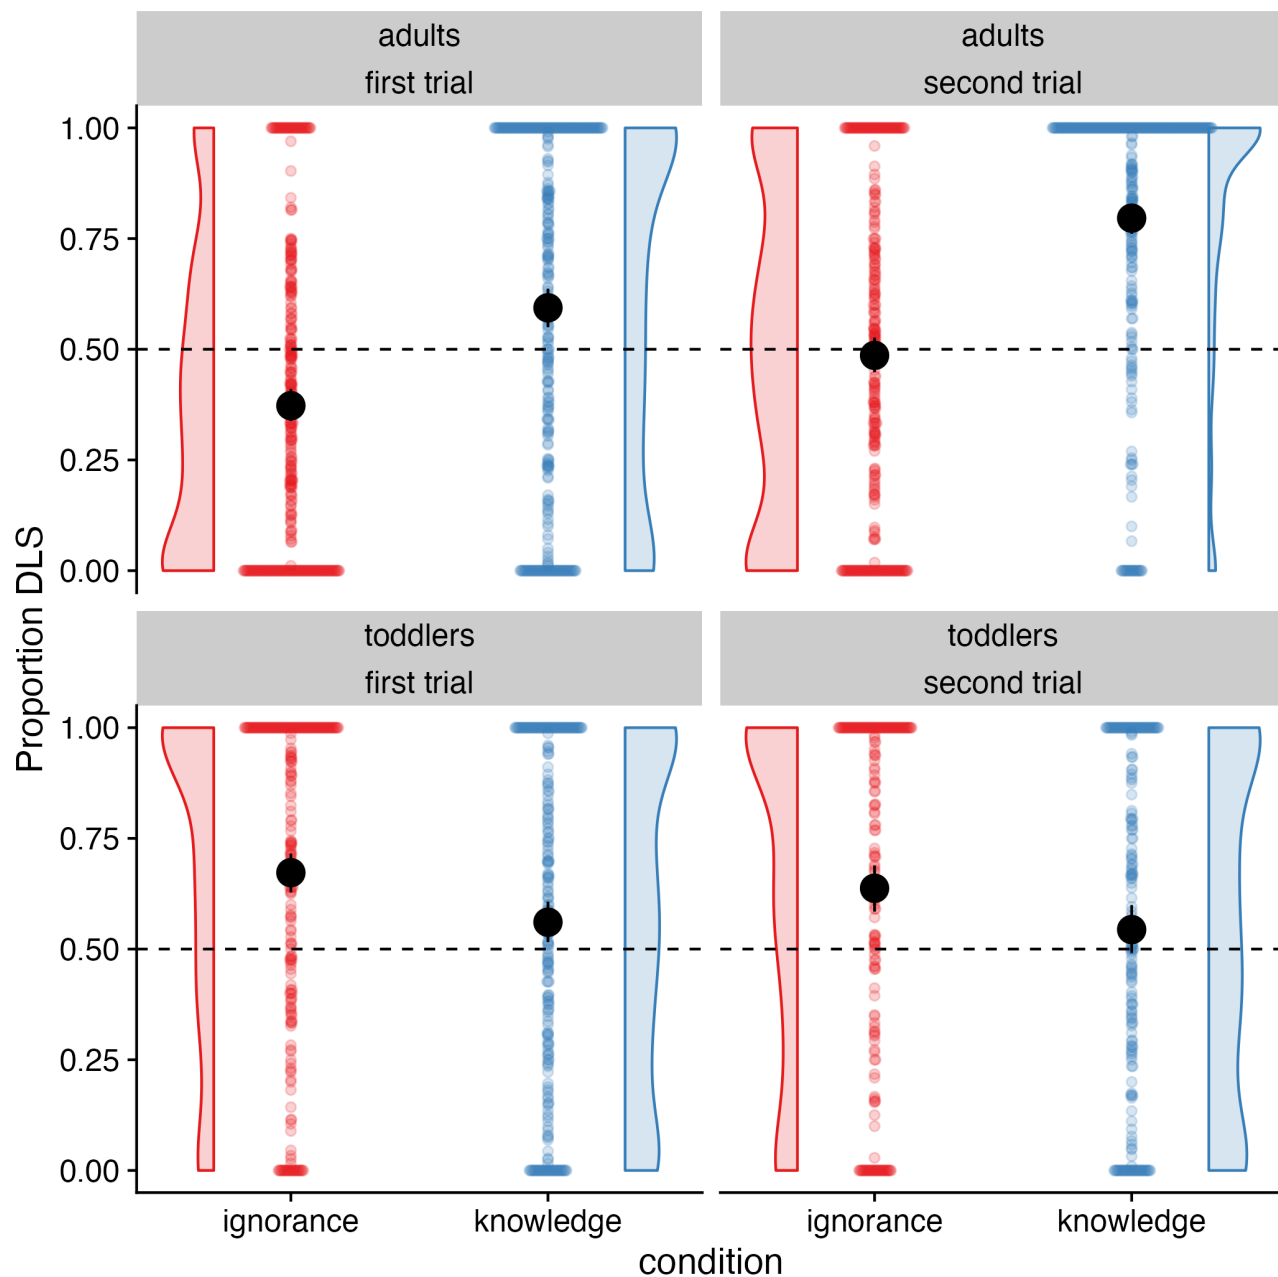 adults
first trial
adults
second trial
1.00
0.75
0.50
0.25
0.00
toddlers
first trial
toddlers
second trial
1.00
0.75
0.50
0.25
0.00
Proportion DLS
ignorance
knowledge
ignorance
knowledge
condition